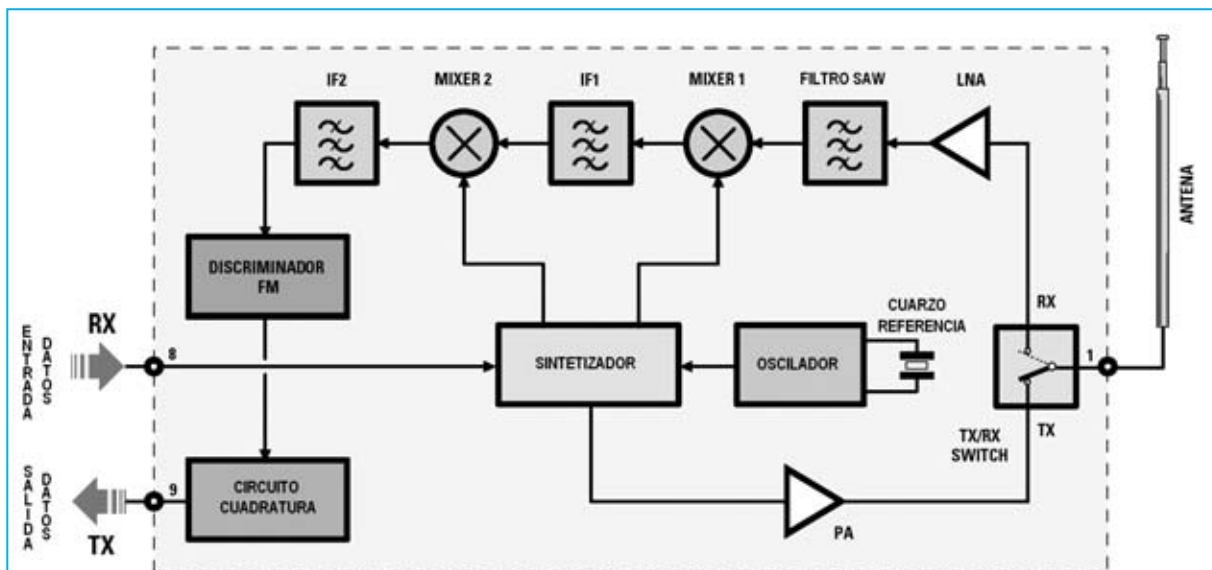 IF2
MIXER 2
IF1
MIXER 1
FILTRO SAW
LNA
ANTENA
DISCRIMINADOR
FM
RX
ENTRADA
DATOS
8
SINTETIZADOR
OSCILADOR
CUARZO
REFERENCIA
RX
1
TX
TX/RX
SWITCH
SALIDA
DATOS
TX
9
CIRCUITO
CUADRATURA
PA